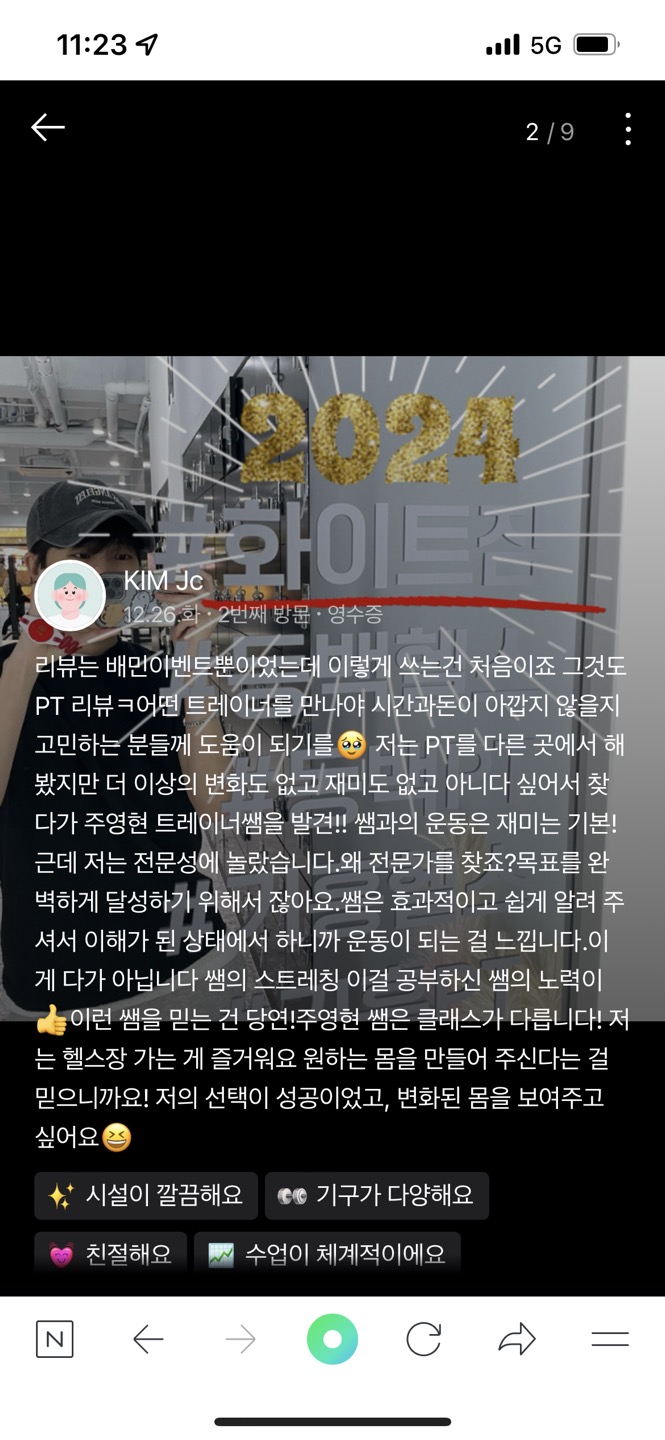 11:23
5G
2 / 9
2024
#화이트짐
KIM Jc
12.26.화 · 2번째 방문 · 영수증
리뷰는 배민이벤트뿐이었는데 이렇게 쓰는건 처음이죠 그것도
PT 리뷰ㅋ어떤 트레이너를 만나야 시간과돈이 아깝지 않을지
고민하는 분들께 도움이 되기를🥹 저는 PT를 다른 곳에서 해
봤지만 더 이상의 변화도 없고 재미도 없고 아니다 싶어서 찾
다가 주영현 트레이너쌤을 발견!! 쌤과의 운동은 재미는 기본!
근데 저는 전문성에 놀랐습니다.왜 전문가를 찾죠?목표를 완
벽하게 달성하기 위해서 잖아요.쌤은 효과적이고 쉽게 알려 주
셔서 이해가 된 상태에서 하니까 운동이 되는 걸 느낍니다.이
게 다가 아닙니다 쌤의 스트레칭 이걸 공부하신 쌤의 노력이
👍이런 쌤을 믿는 건 당연!주영현 쌤은 클래스가 다릅니다! 저
는 헬스장 가는 게 즐거워요 원하는 몸을 만들어 주신다는 걸
믿으니까요! 저의 선택이 성공이었고, 변화된 몸을 보여주고
싶어요😆
✨ 시설이 깔끔해요 기구가 다양해요
💓 친절해요 📈 수업이 체계적이에요
N